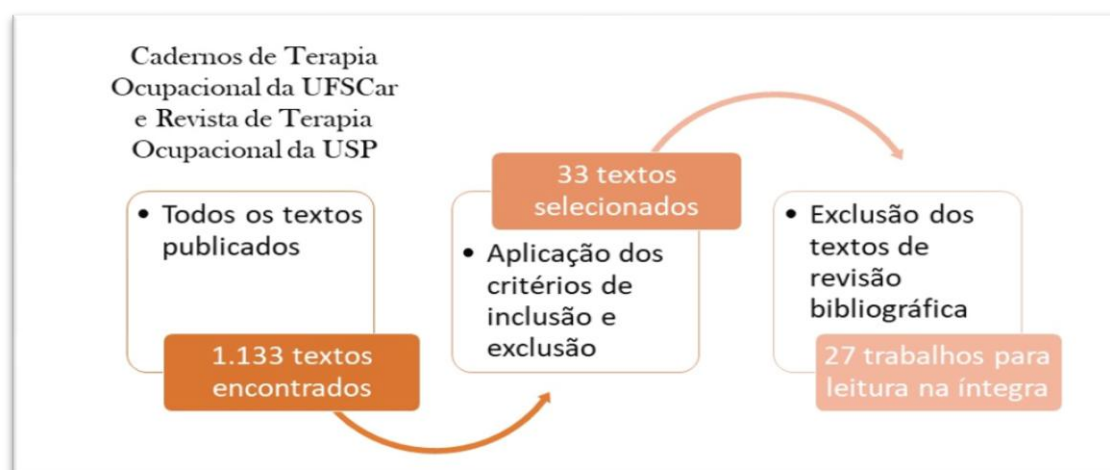 Cadernos de Terapia
Ocupacional da UFSCar
e Revista de Terapia
Ocupacional da USP
• Todos os textos
publicados
1.133 textos
encontrados
33 textos
selecionados
• Aplicação dos
critérios de
inclusão e
exclusão
• Exclusão dos
textos de
revisão
bibliográfica
27 trabalhos para
leitura na íntegra